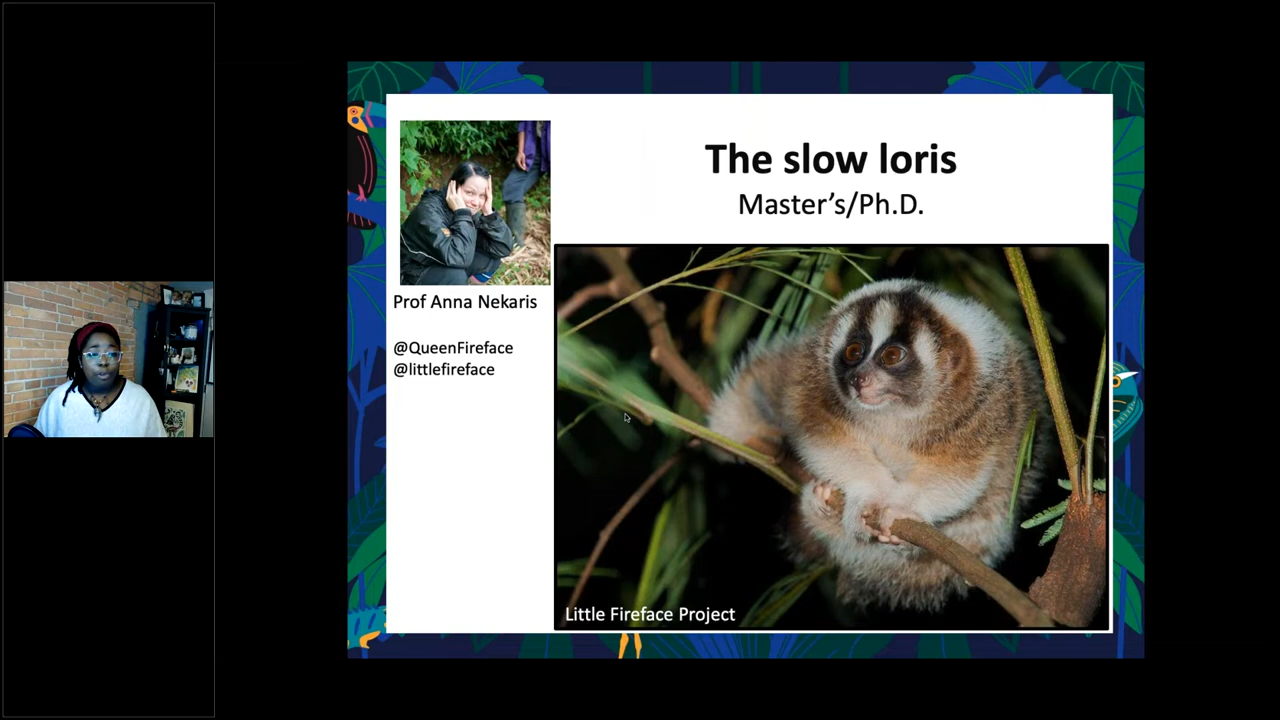 The slow loris
Master's/Ph.D.
Prof Anna Nekaris
@QueenFireface
@littlefireface
Little Fireface Project